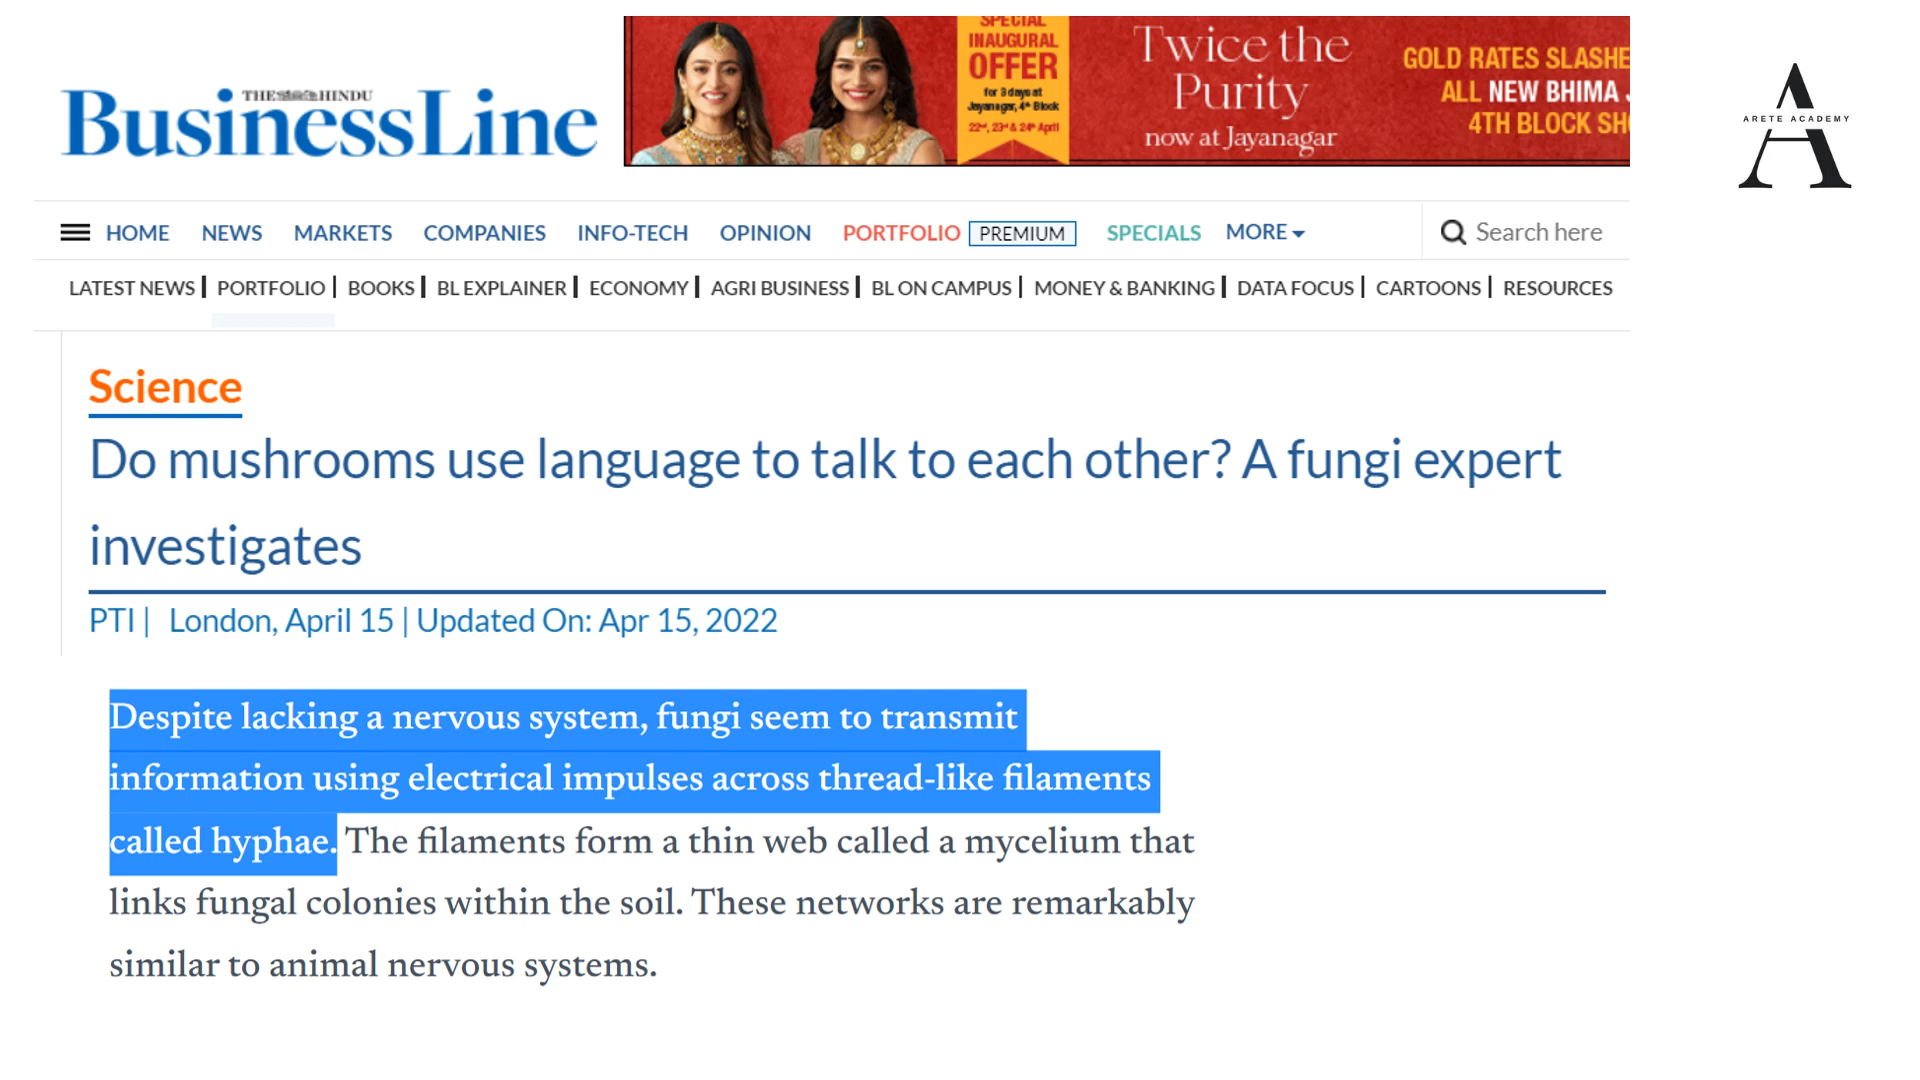 THE HINDU
BusinessLine
SPECIAL
INAUGURAL
OFFER
for 3 days at
Jayanagar, 4th Block
22nd, 23rd & 24th April
Twice the
Purity
now at Jayanagar
GOLD RATES SLASHE
ALL NEW BHIMA J
4TH BLOCK SH
ARETE ACADEMY
HOME NEWS MARKETS COMPANIES INFO-TECH OPINION PORTFOLIO PREMIUM SPECIALS MORE Search here
LATEST NEWS | PORTFOLIO | BOOKS | BL EXPLAINER | ECONOMY | AGRI BUSINESS | BL ON CAMPUS | MONEY & BANKING | DATA FOCUS | CARTOONS | RESOURCES
Science
Do mushrooms use language to talk to each other? A fungi expert
investigates
PTI | London, April 15 | Updated On: Apr 15, 2022
Despite lacking a nervous system, fungi seem to transmit
information using electrical impulses across thread-like filaments
called hyphae. The filaments form a thin web called a mycelium that
links fungal colonies within the soil. These networks are remarkably
similar to animal nervous systems.